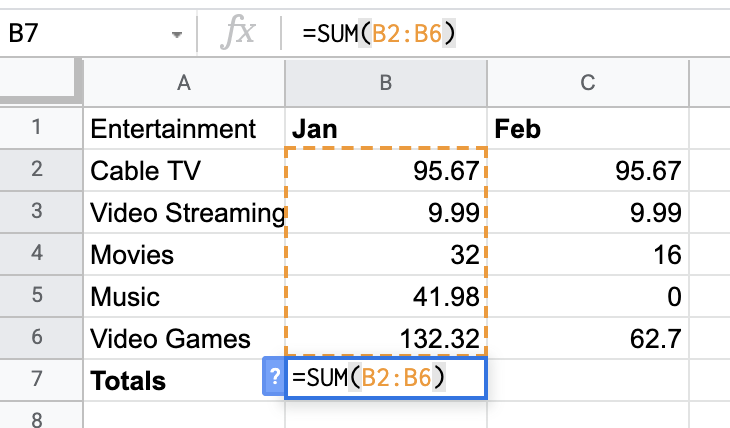 B7 fx =SUM(B2:B6)
A B C
1 Entertainment Jan Feb
2 Cable TV 95.67 95.67
3 Video Streaming 9.99 9.99
4 Movies 32 16
5 Music 41.98 0
6 Video Games 132.32 62.7
7 Totals ? =SUM(B2:B6)
8